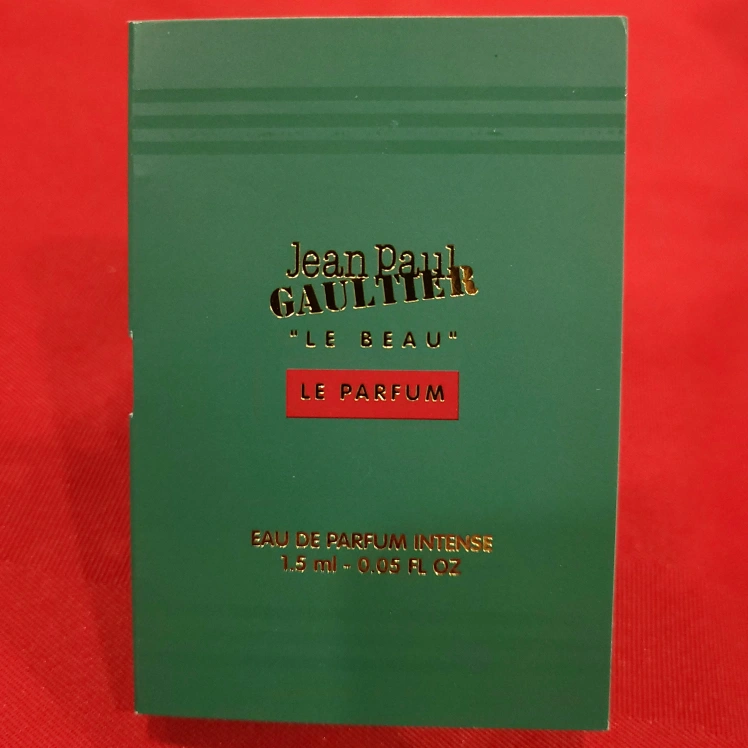 Jean Paul
GAULTIER
"LE BEAU"
LE PARFUM
EAU DE PARFUM INTENSE
1.5 ml - 0.05 FL OZ